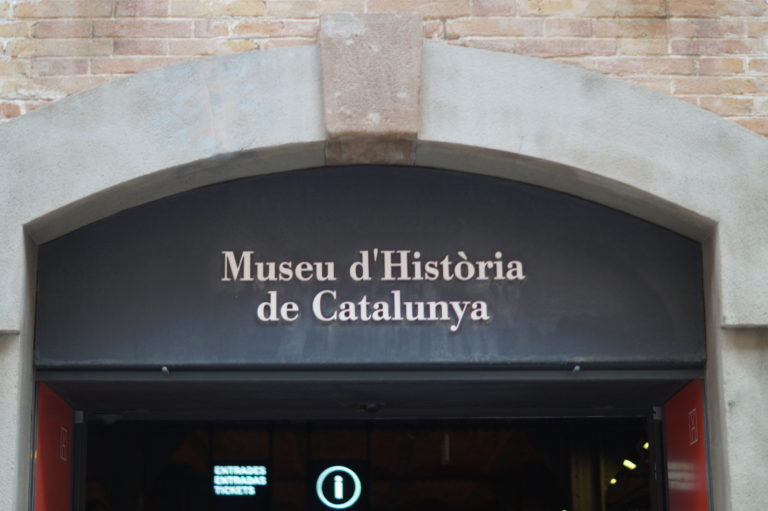 Museu d'Història
de Catalunya
ENTRADES
ENTRADAS
TICKETS
i